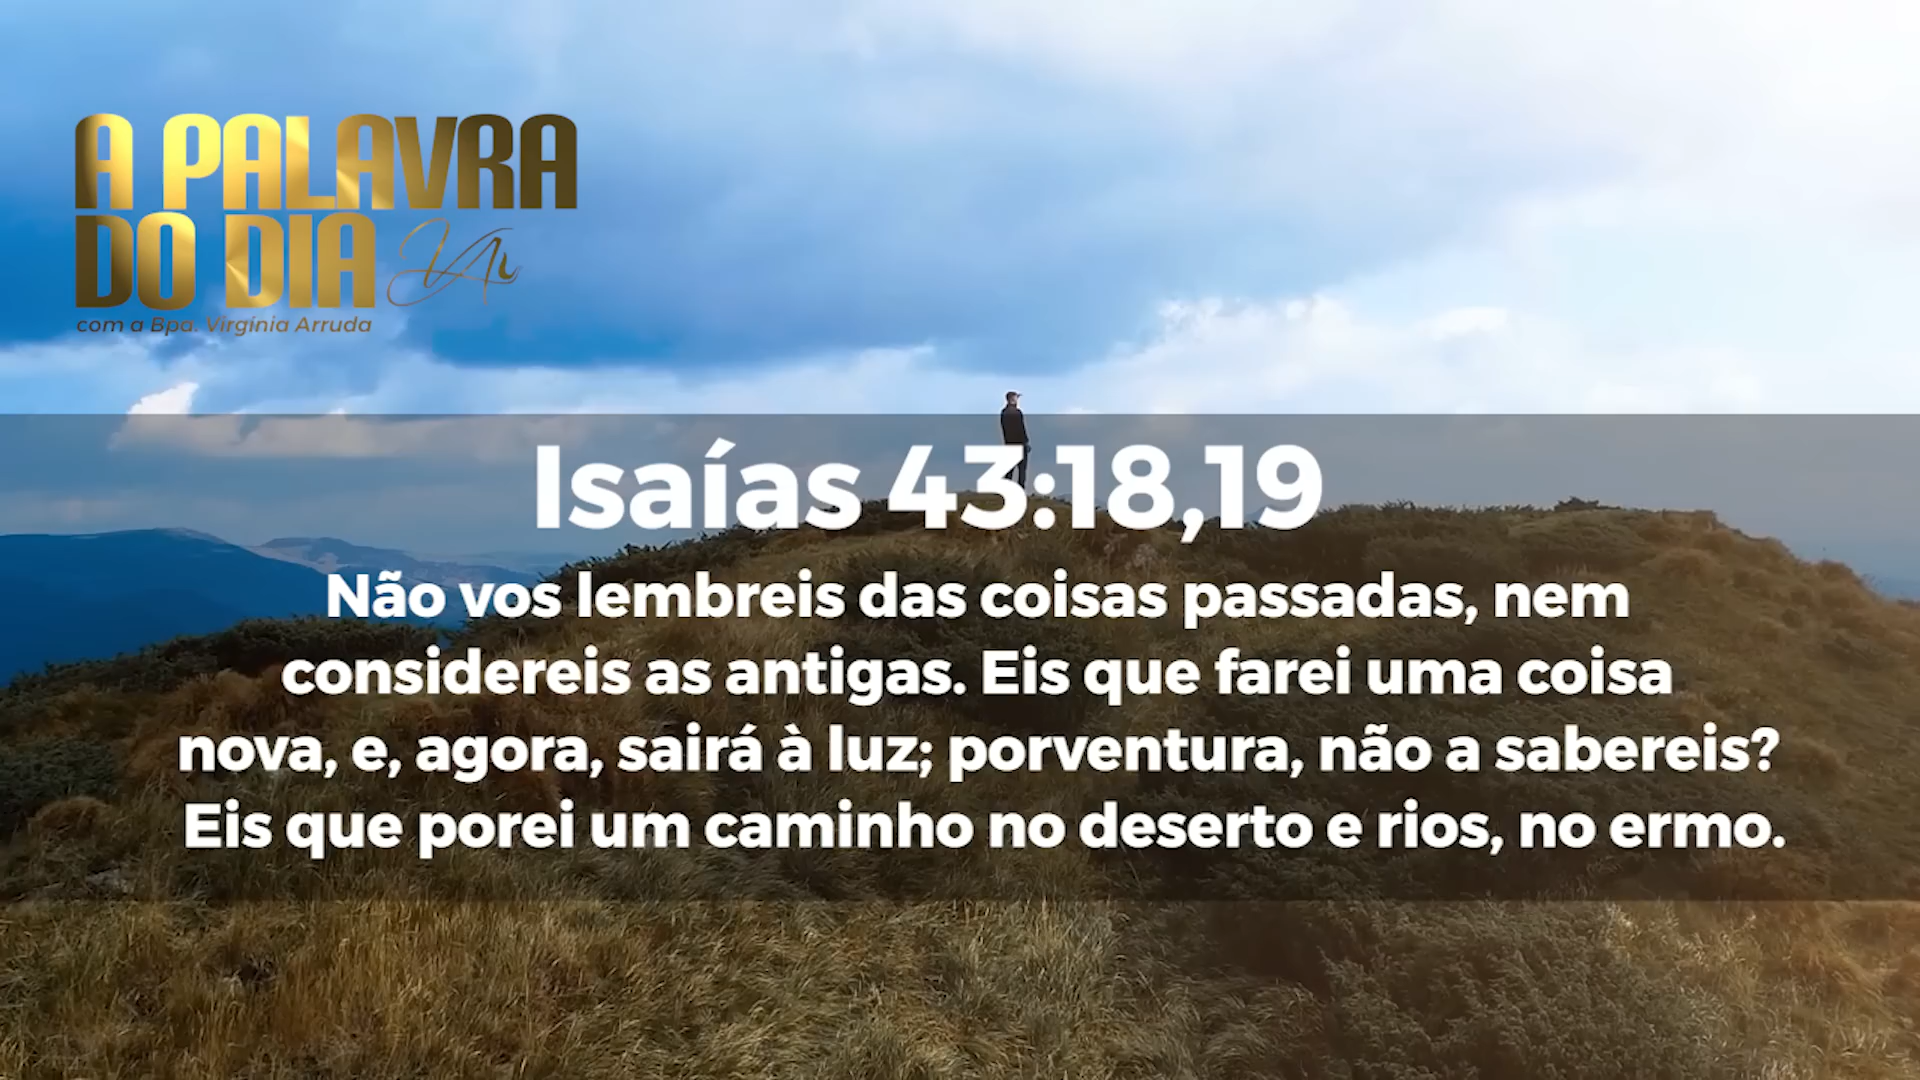 A PALAVRA
DO DIA
com a Bpa. Virgínia Arruda
Isaías 43:18,19
Não vos lembreis das coisas passadas, nem
considereis as antigas. Eis que farei uma coisa
nova, e, agora, sairá à luz; porventura, não a sabereis?
Eis que porei um caminho no deserto e rios, no ermo.